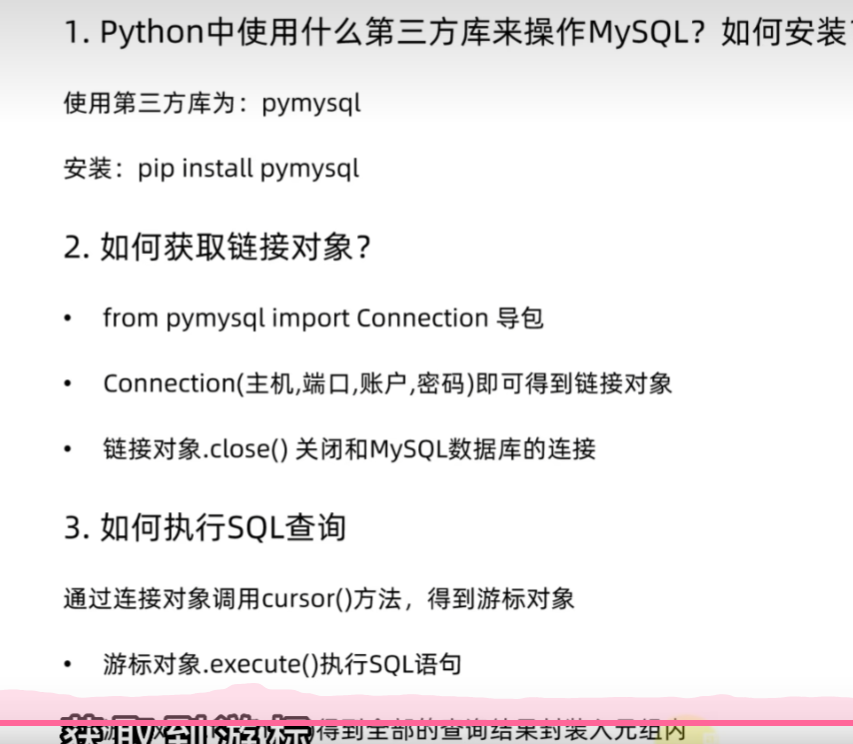 1. Python中使用什么第三方库来操作MySQL？如何安装
使用第三方库为：pymysql
安装：pip install pymysql
2. 如何获取链接对象？
• from pymysql import Connection 导包
• Connection(主机,端口,账户,密码)即可得到链接对象
• 链接对象.close() 关闭和MySQL数据库的连接
3. 如何执行SQL查询
通过连接对象调用cursor()方法，得到游标对象
• 游标对象.execute()执行SQL语句
得到全部的查询结果封装入元组内
获取到游标